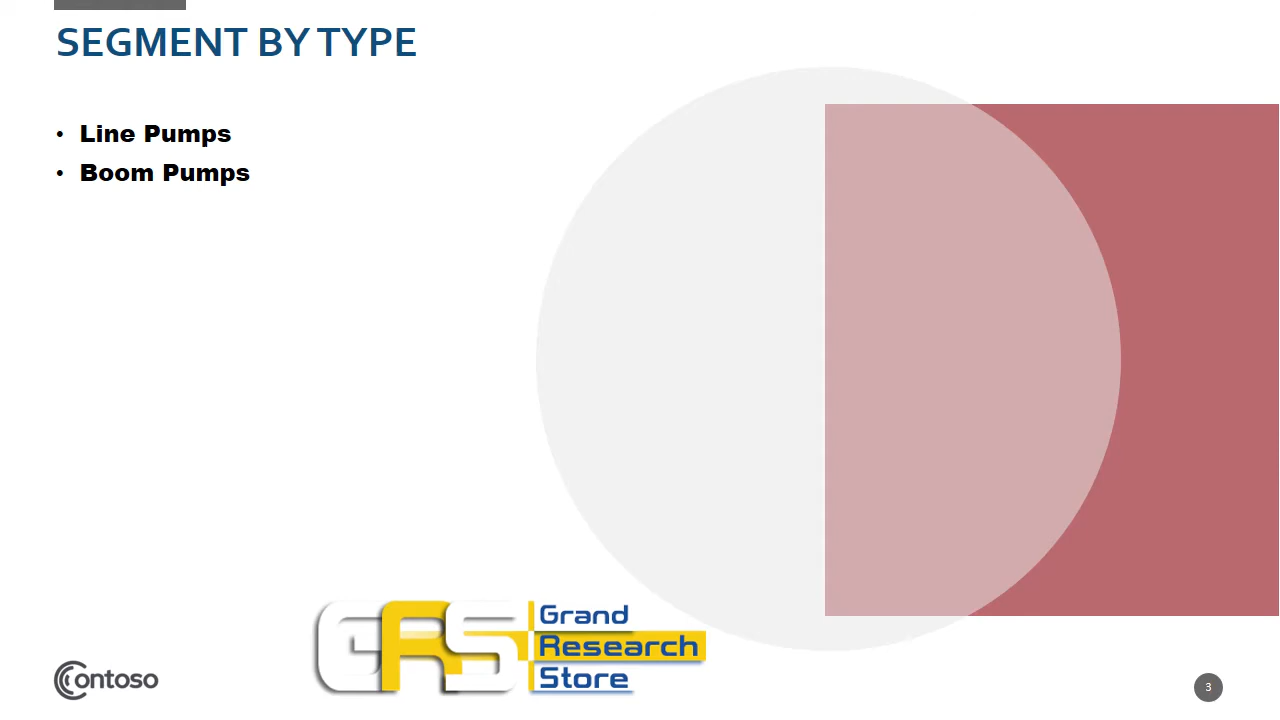 SEGMENT BY TYPE
• Line Pumps
• Boom Pumps
GRS
Grand
Research
Store
Contoso
3